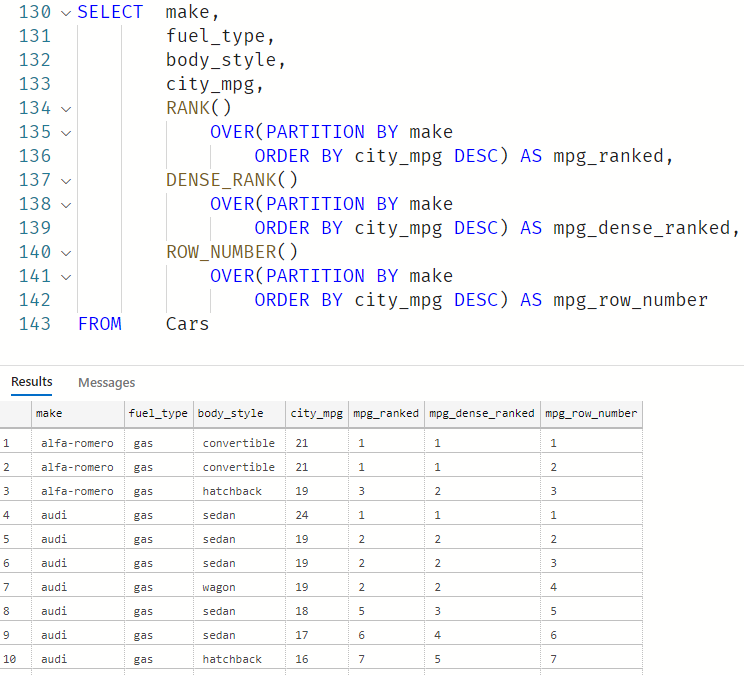 130 SELECT make,
131 fuel_type,
132 body_style,
133 city_mpg,
134 RANK()
135 OVER(PARTITION BY make
136 ORDER BY city_mpg DESC) AS mpg_ranked,
137 DENSE_RANK()
138 OVER(PARTITION BY make
139 ORDER BY city_mpg DESC) AS mpg_dense_ranked,
140 ROW_NUMBER()
141 OVER(PARTITION BY make
142 ORDER BY city_mpg DESC) AS mpg_row_number
143 FROM Cars
Results Messages
make fuel_type body_style city_mpg mpg_ranked mpg_dense_ranked mpg_row_number
1 alfa-romero gas convertible 21 1 1 1
2 alfa-romero gas convertible 21 1 1 2
3 alfa-romero gas hatchback 19 3 2 3
4 audi gas sedan 24 1 1 1
5 audi gas sedan 19 2 2 2
6 audi gas sedan 19 2 2 3
7 audi gas wagon 19 2 2 4
8 audi gas sedan 18 5 3 5
9 audi gas sedan 17 6 4 6
10 audi gas hatchback 16 7 5 7